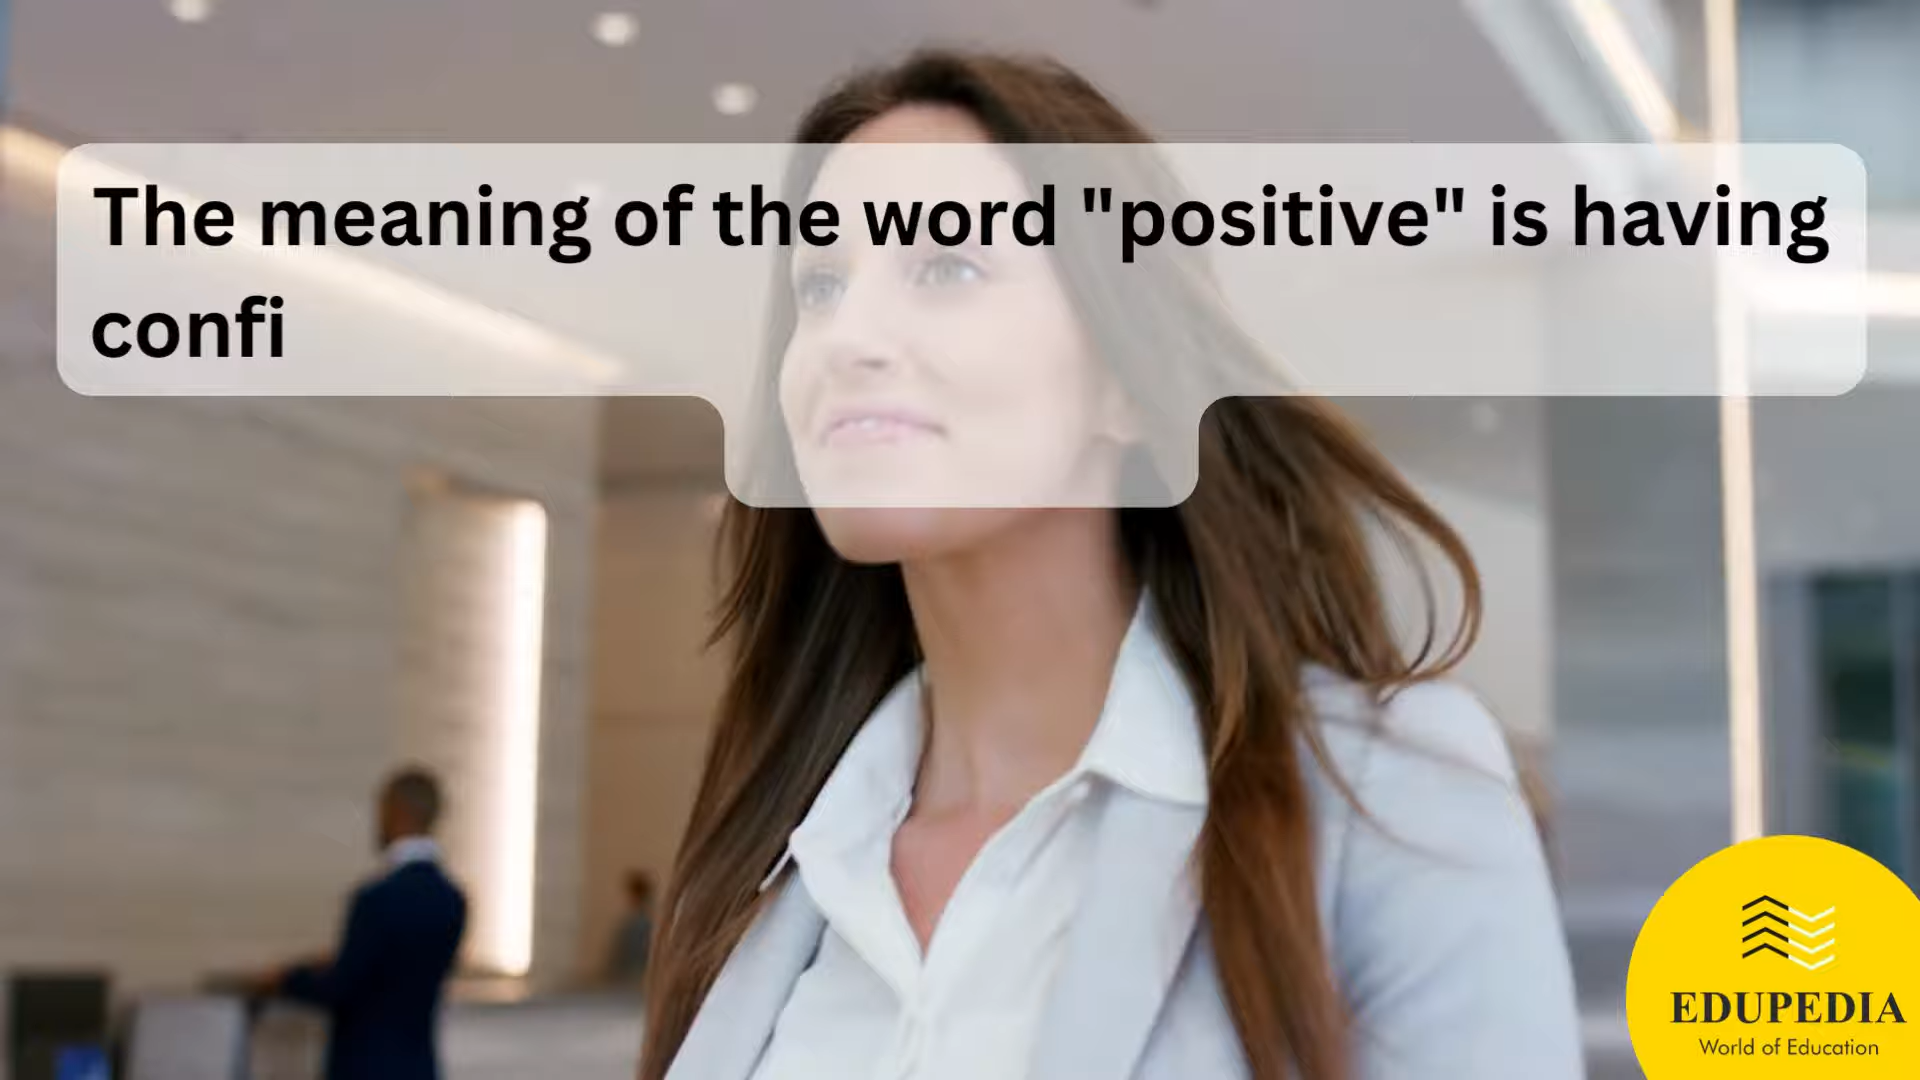 The meaning of the word "positive" is having
confi
EDUPEDIA
World of Education